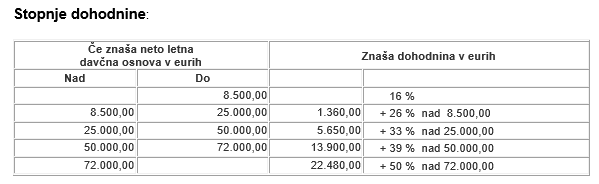 Stopnje dohodnine:
Če znaša neto letna davčna osnova v eurih Znaša dohodnina v eurih
Nad Do
8.500,00 16 %
8.500,00 25.000,00 1.360,00 + 26 % nad 8.500,00
25.000,00 50.000,00 5.650,00 + 33 % nad 25.000,00
50.000,00 72.000,00 13.900,00 + 39 % nad 50.000,00
72.000,00 22.480,00 + 50 % nad 72.000,00